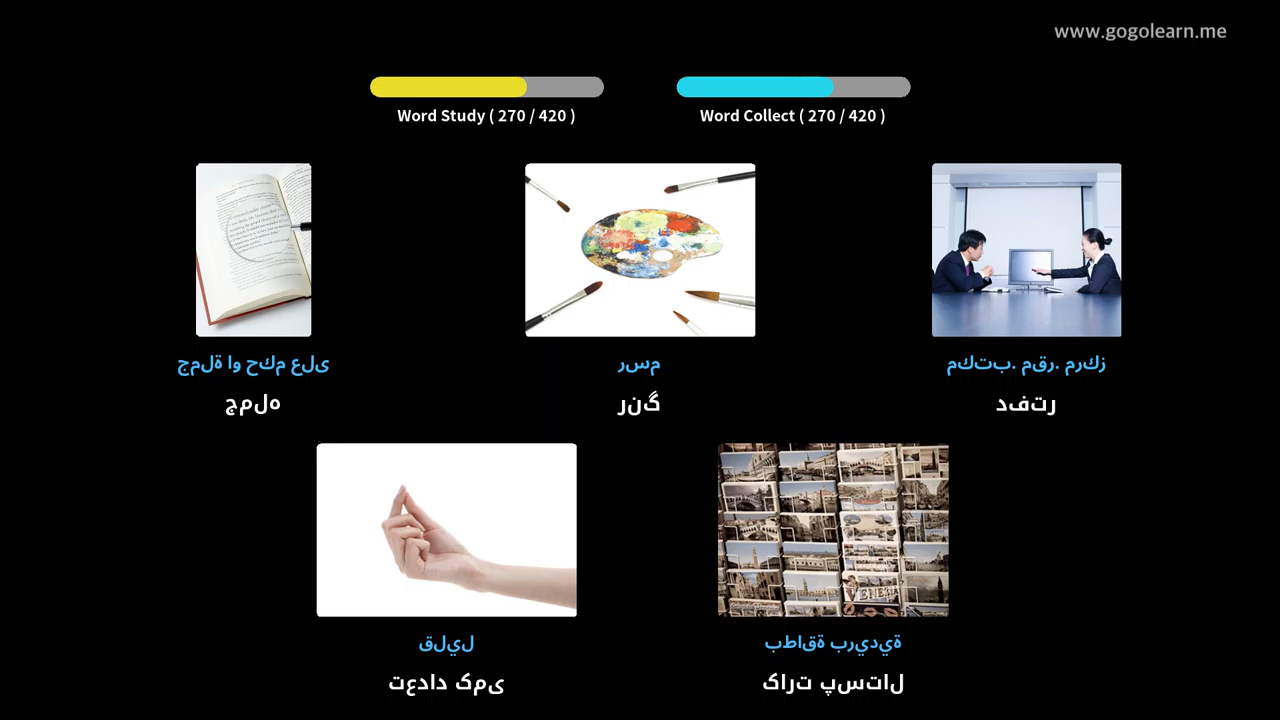 www.gogolearn.me
Word Study ( 270 / 420 )
Word Collect ( 270 / 420 )
جملة او حكم على
جمله
رسم
رنگ
مكتب. مقر. مركز
دفتر
قليل
تعداد کمی
بطاقة بريدية
کارت پستال